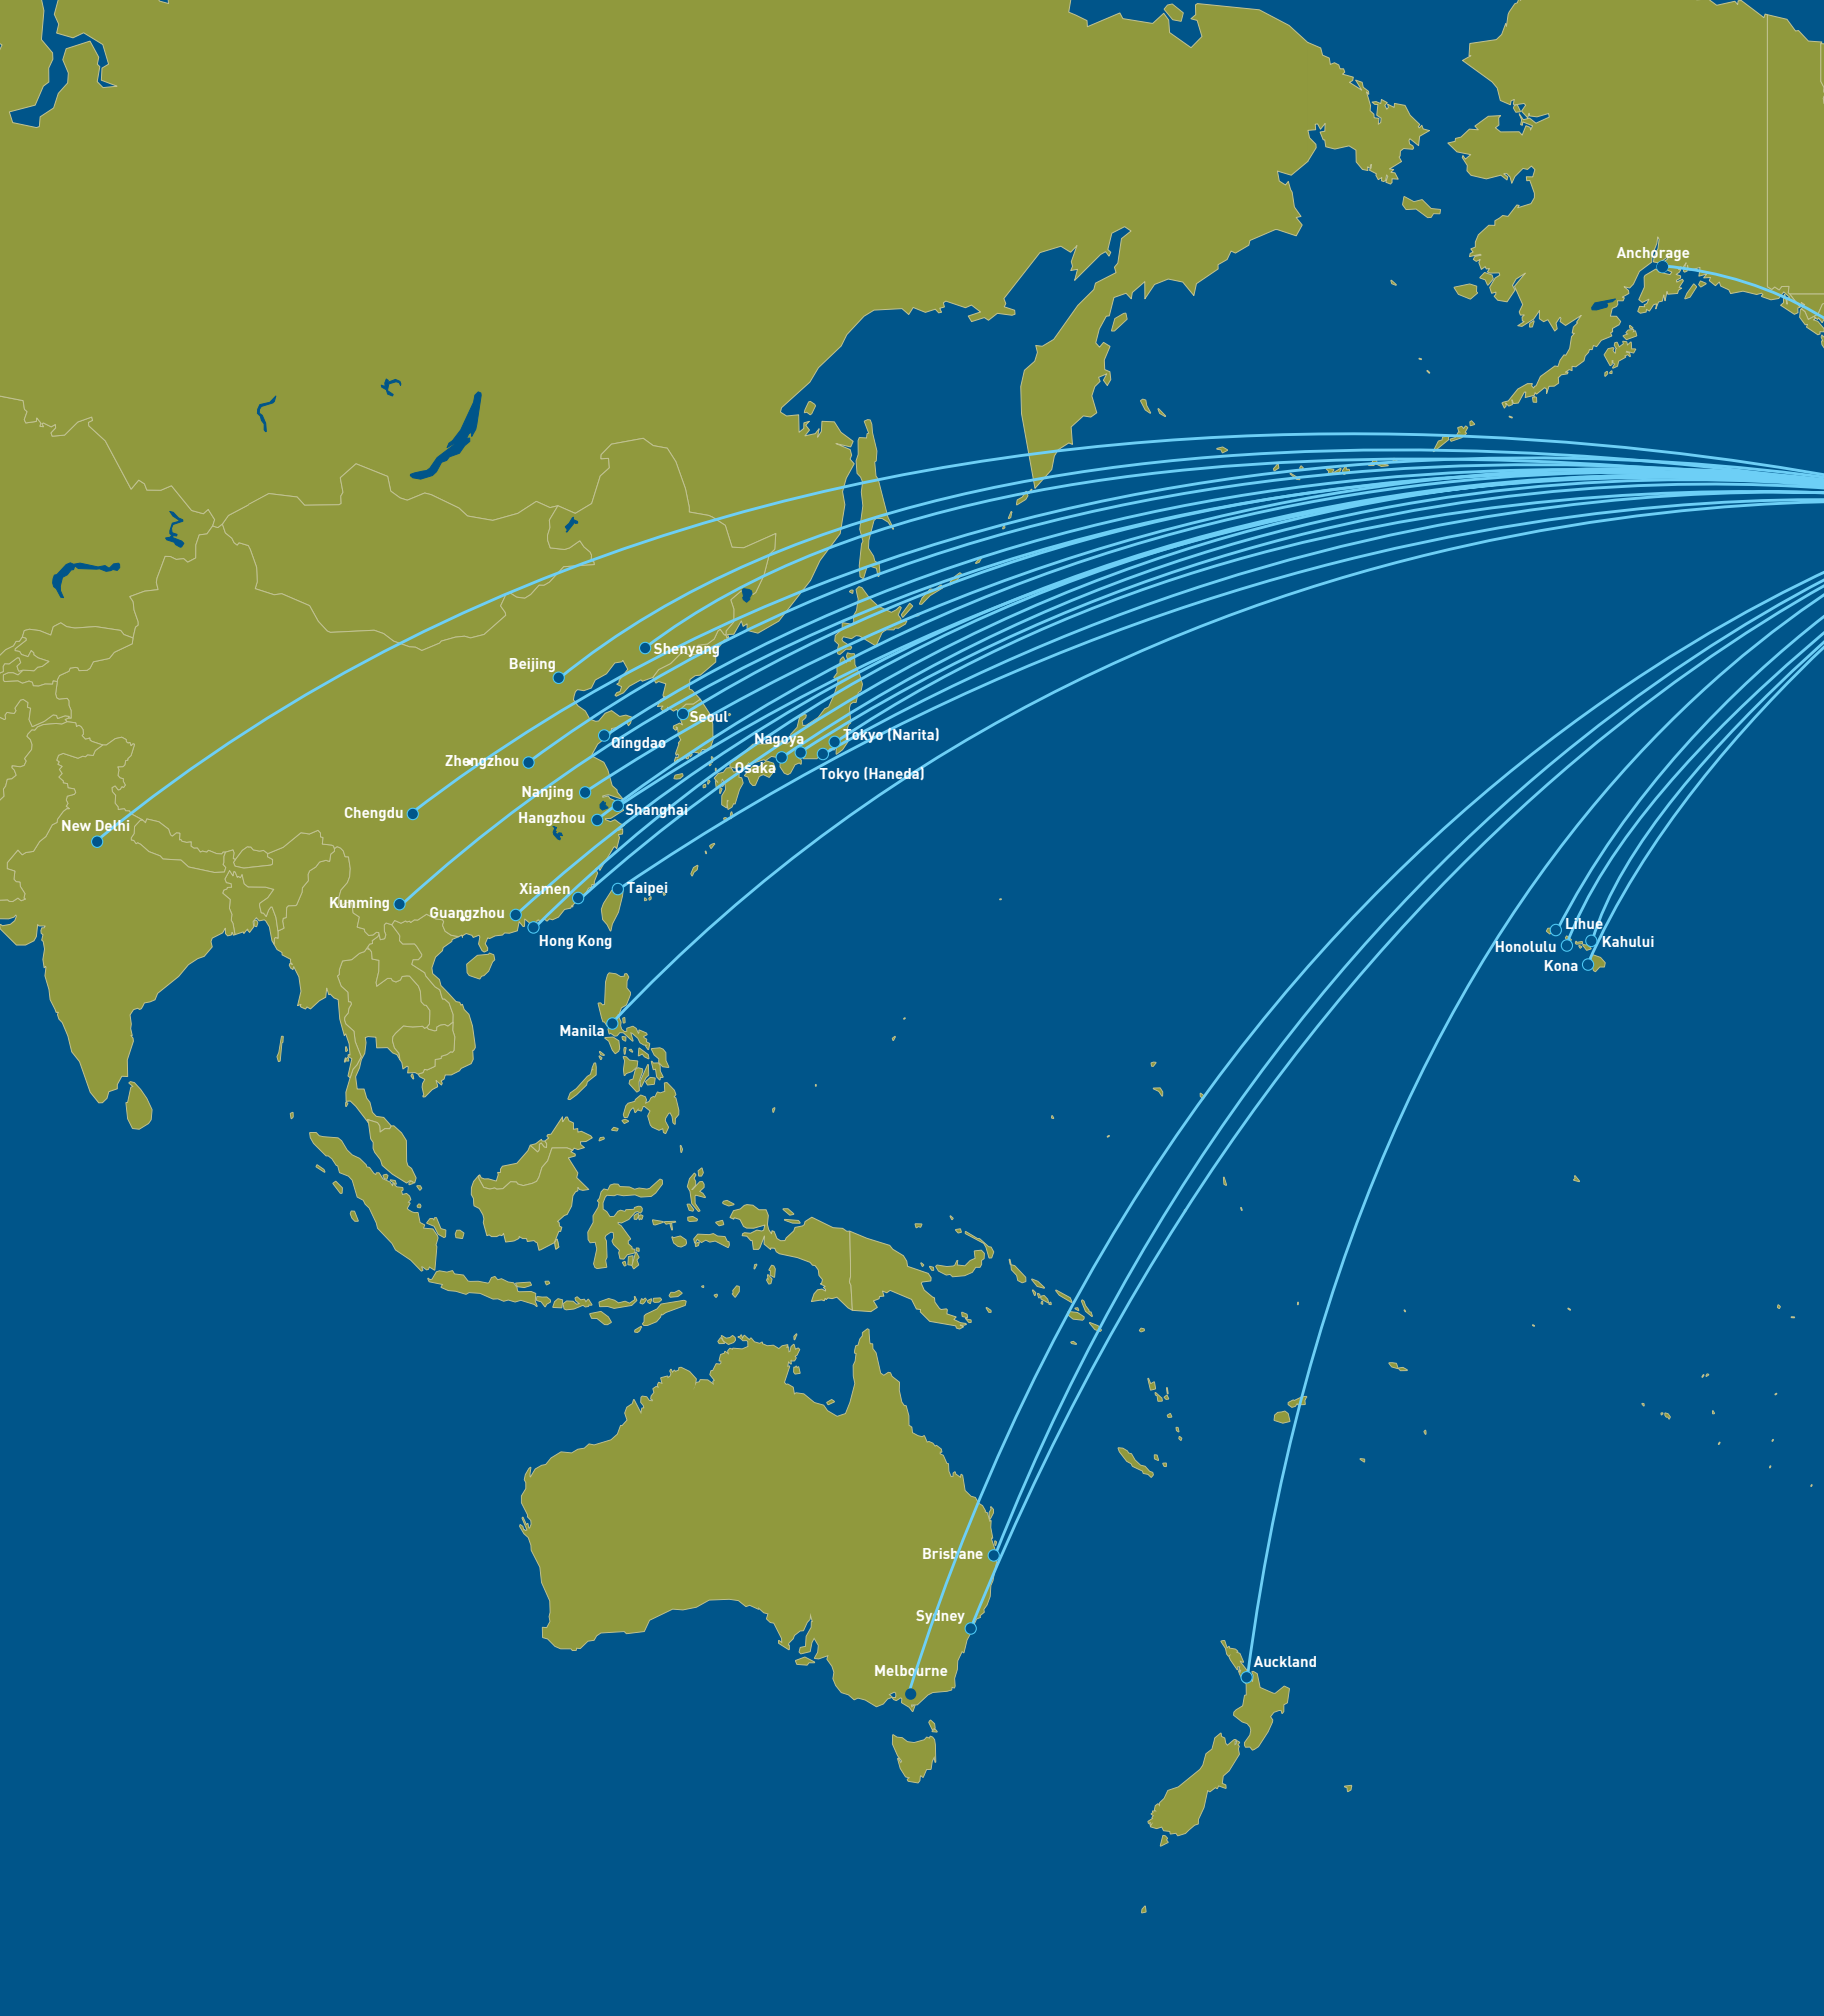 Anchorage
Shenyang
Beijing
Seoul
Qingdao
Nagoya
Tokyo (Narita)
Zhengzhou
Osaka
Tokyo (Haneda)
Nanjing
Chengdu
Shanghai
Hangzhou
New Delhi
Xiamen
Taipei
Kunming
Guangzhou
Hong Kong
Lihue
Honolulu
Kahului
Kona
Manila
Brisbane
Sydney
Auckland
Melbourne